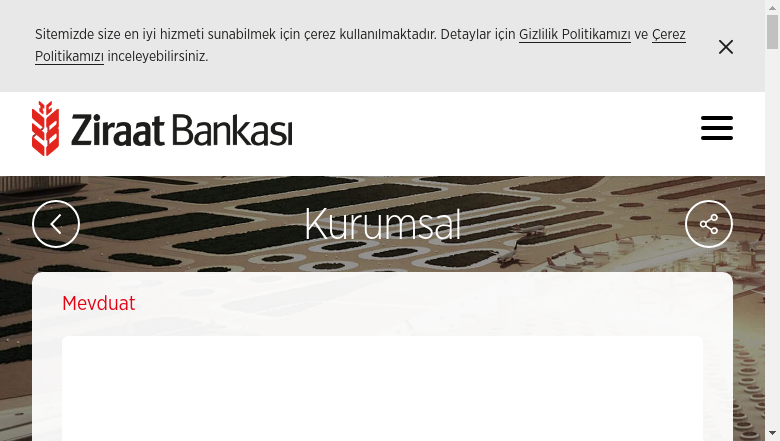 Sitemizde size en iyi hizmeti sunabilmek için çerez kullanılmaktadır. Detaylar için Gizlilik Politikamızı ve Çerez
Politikamızı inceleyebilirsiniz.
Ziraat Bankası
Kurumsal
Mevduat